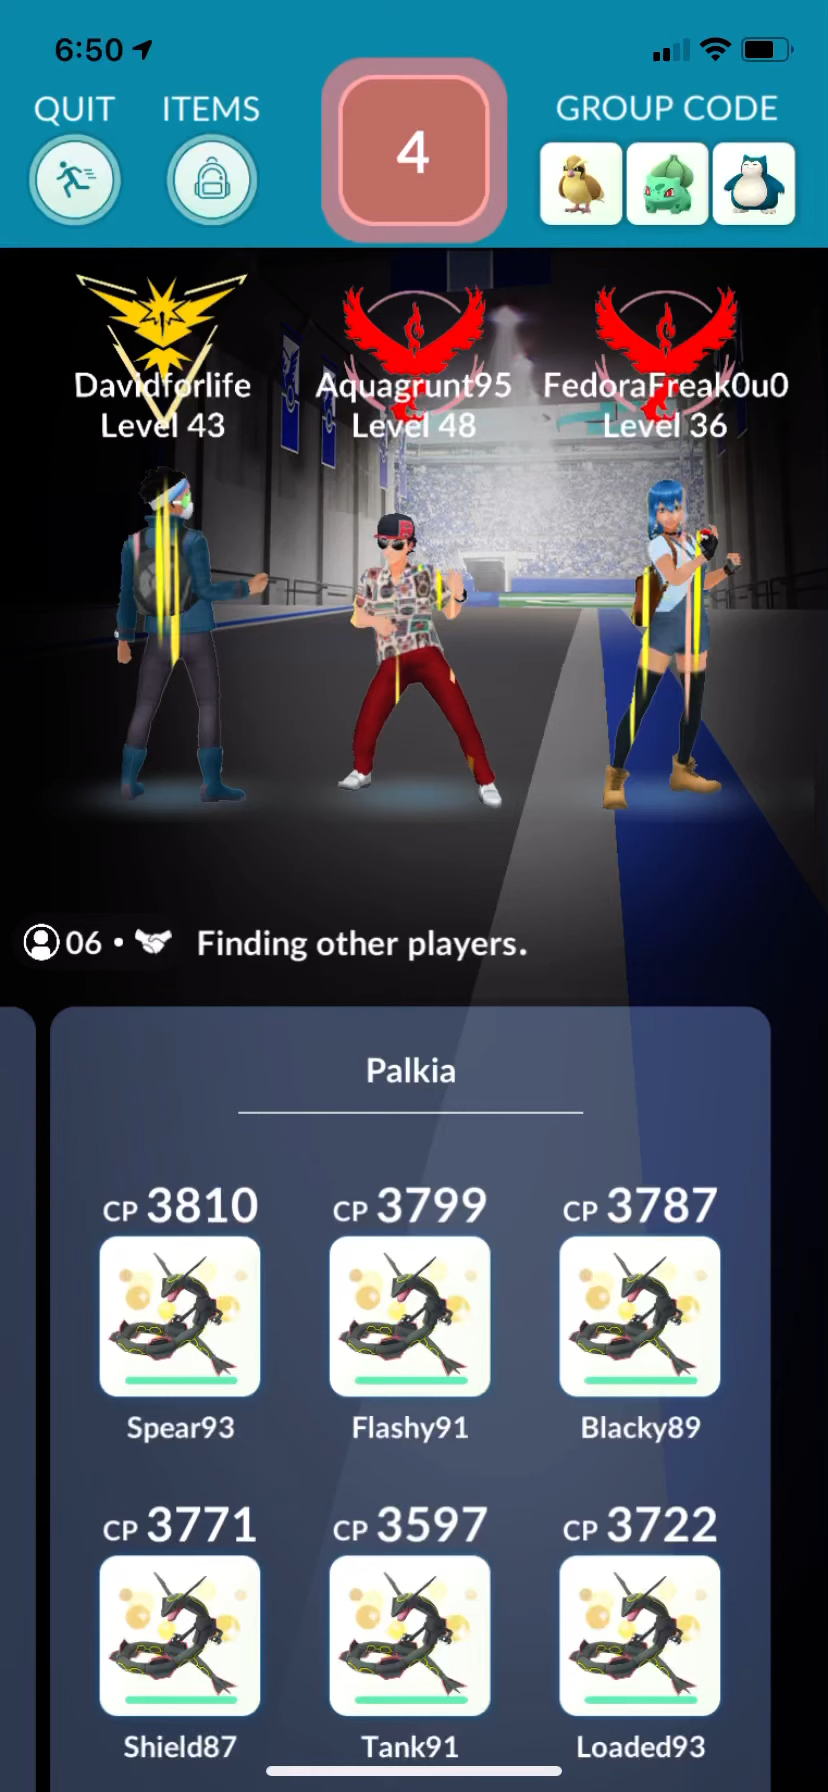 6:50
QUIT ITEMS 4 GROUP CODE
Davidforlife Aquagrunt95 FedoraFreak0u0
Level 43 Level 48 Level 36
06 • Finding other players.
Palkia
CP 3810 CP 3799 CP 3787
Spear93 Flashy91 Blacky89
CP 3771 CP 3597 CP 3722
Shield87 Tank91 Loaded93